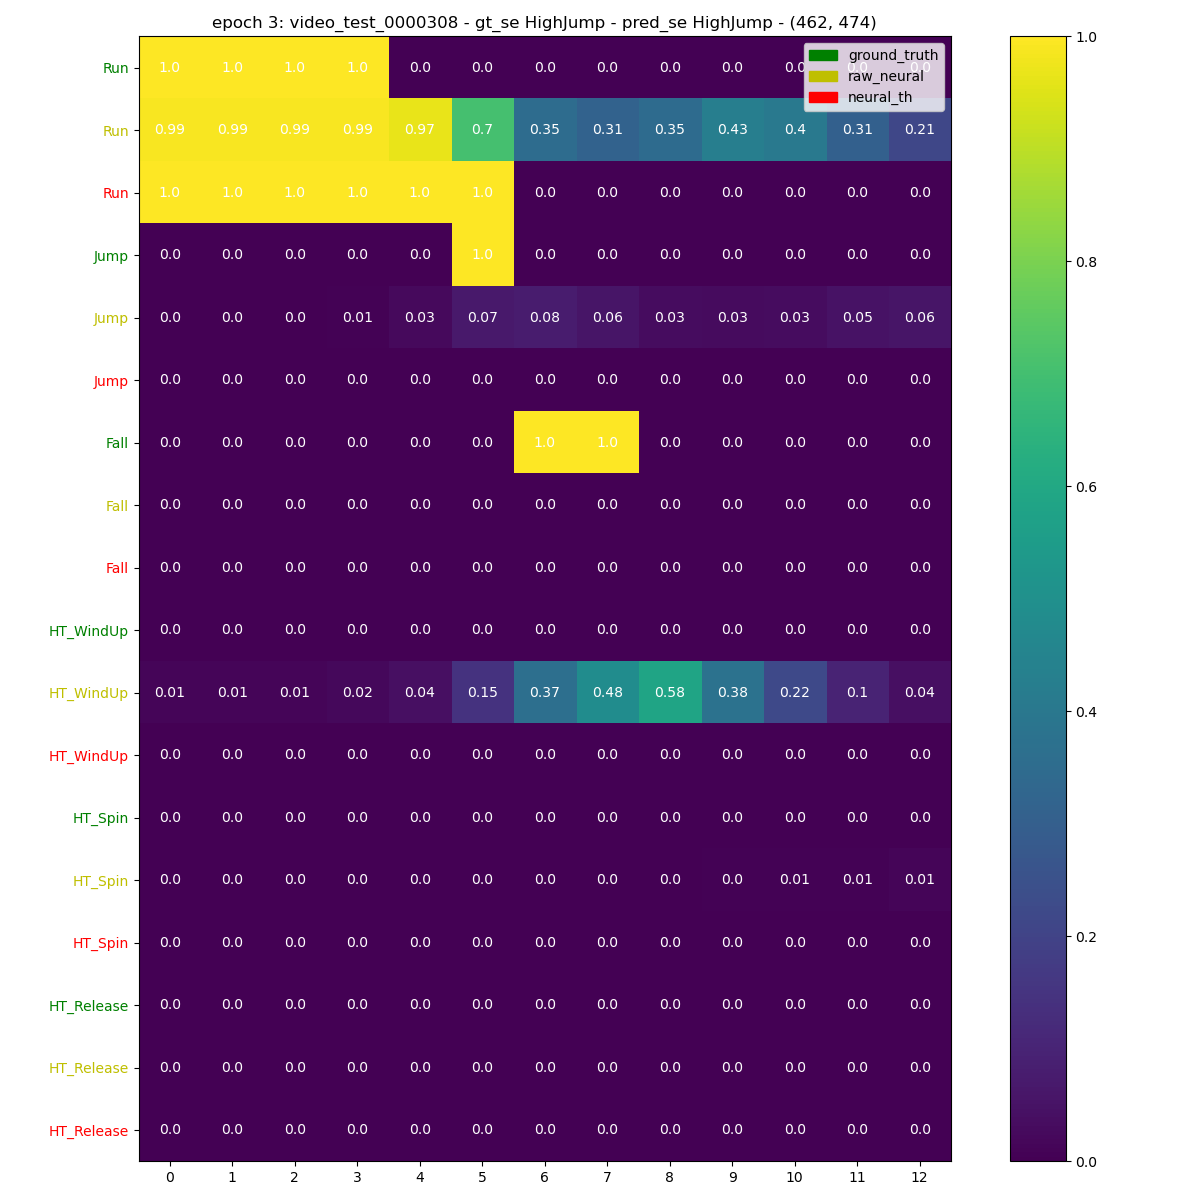 epoch 3: video_test_0000308 - gt_se HighJump - pred_se HighJump - (462, 474)
ground_truth
raw_neural
neural_th
Run 1.0 1.0 1.0 1.0 0.0 0.0 0.0 0.0 0.0 0.0 0.0 0.0 0.0
Run 0.99 0.99 0.99 0.99 0.97 0.7 0.35 0.31 0.35 0.43 0.4 0.31 0.21
Run 1.0 1.0 1.0 1.0 1.0 1.0 0.0 0.0 0.0 0.0 0.0 0.0 0.0
Jump 0.0 0.0 0.0 0.0 0.0 1.0 0.0 0.0 0.0 0.0 0.0 0.0 0.0
Jump 0.0 0.0 0.0 0.01 0.03 0.07 0.08 0.06 0.03 0.03 0.03 0.05 0.06
Jump 0.0 0.0 0.0 0.0 0.0 0.0 0.0 0.0 0.0 0.0 0.0 0.0 0.0
Fall 0.0 0.0 0.0 0.0 0.0 0.0 1.0 1.0 0.0 0.0 0.0 0.0 0.0
Fall 0.0 0.0 0.0 0.0 0.0 0.0 0.0 0.0 0.0 0.0 0.0 0.0 0.0
Fall 0.0 0.0 0.0 0.0 0.0 0.0 0.0 0.0 0.0 0.0 0.0 0.0 0.0
HT_WindUp 0.0 0.0 0.0 0.0 0.0 0.0 0.0 0.0 0.0 0.0 0.0 0.0 0.0
HT_WindUp 0.01 0.01 0.01 0.02 0.04 0.15 0.37 0.48 0.58 0.38 0.22 0.1 0.04
HT_WindUp 0.0 0.0 0.0 0.0 0.0 0.0 0.0 0.0 0.0 0.0 0.0 0.0 0.0
HT_Spin 0.0 0.0 0.0 0.0 0.0 0.0 0.0 0.0 0.0 0.0 0.0 0.0 0.0
HT_Spin 0.0 0.0 0.0 0.0 0.0 0.0 0.0 0.0 0.0 0.0 0.01 0.01 0.01
HT_Spin 0.0 0.0 0.0 0.0 0.0 0.0 0.0 0.0 0.0 0.0 0.0 0.0 0.0
HT_Release 0.0 0.0 0.0 0.0 0.0 0.0 0.0 0.0 0.0 0.0 0.0 0.0 0.0
HT_Release 0.0 0.0 0.0 0.0 0.0 0.0 0.0 0.0 0.0 0.0 0.0 0.0 0.0
HT_Release 0.0 0.0 0.0 0.0 0.0 0.0 0.0 0.0 0.0 0.0 0.0 0.0 0.0
0 1 2 3 4 5 6 7 8 9 10 11 12
1.0
0.8
0.6
0.4
0.2
0.0